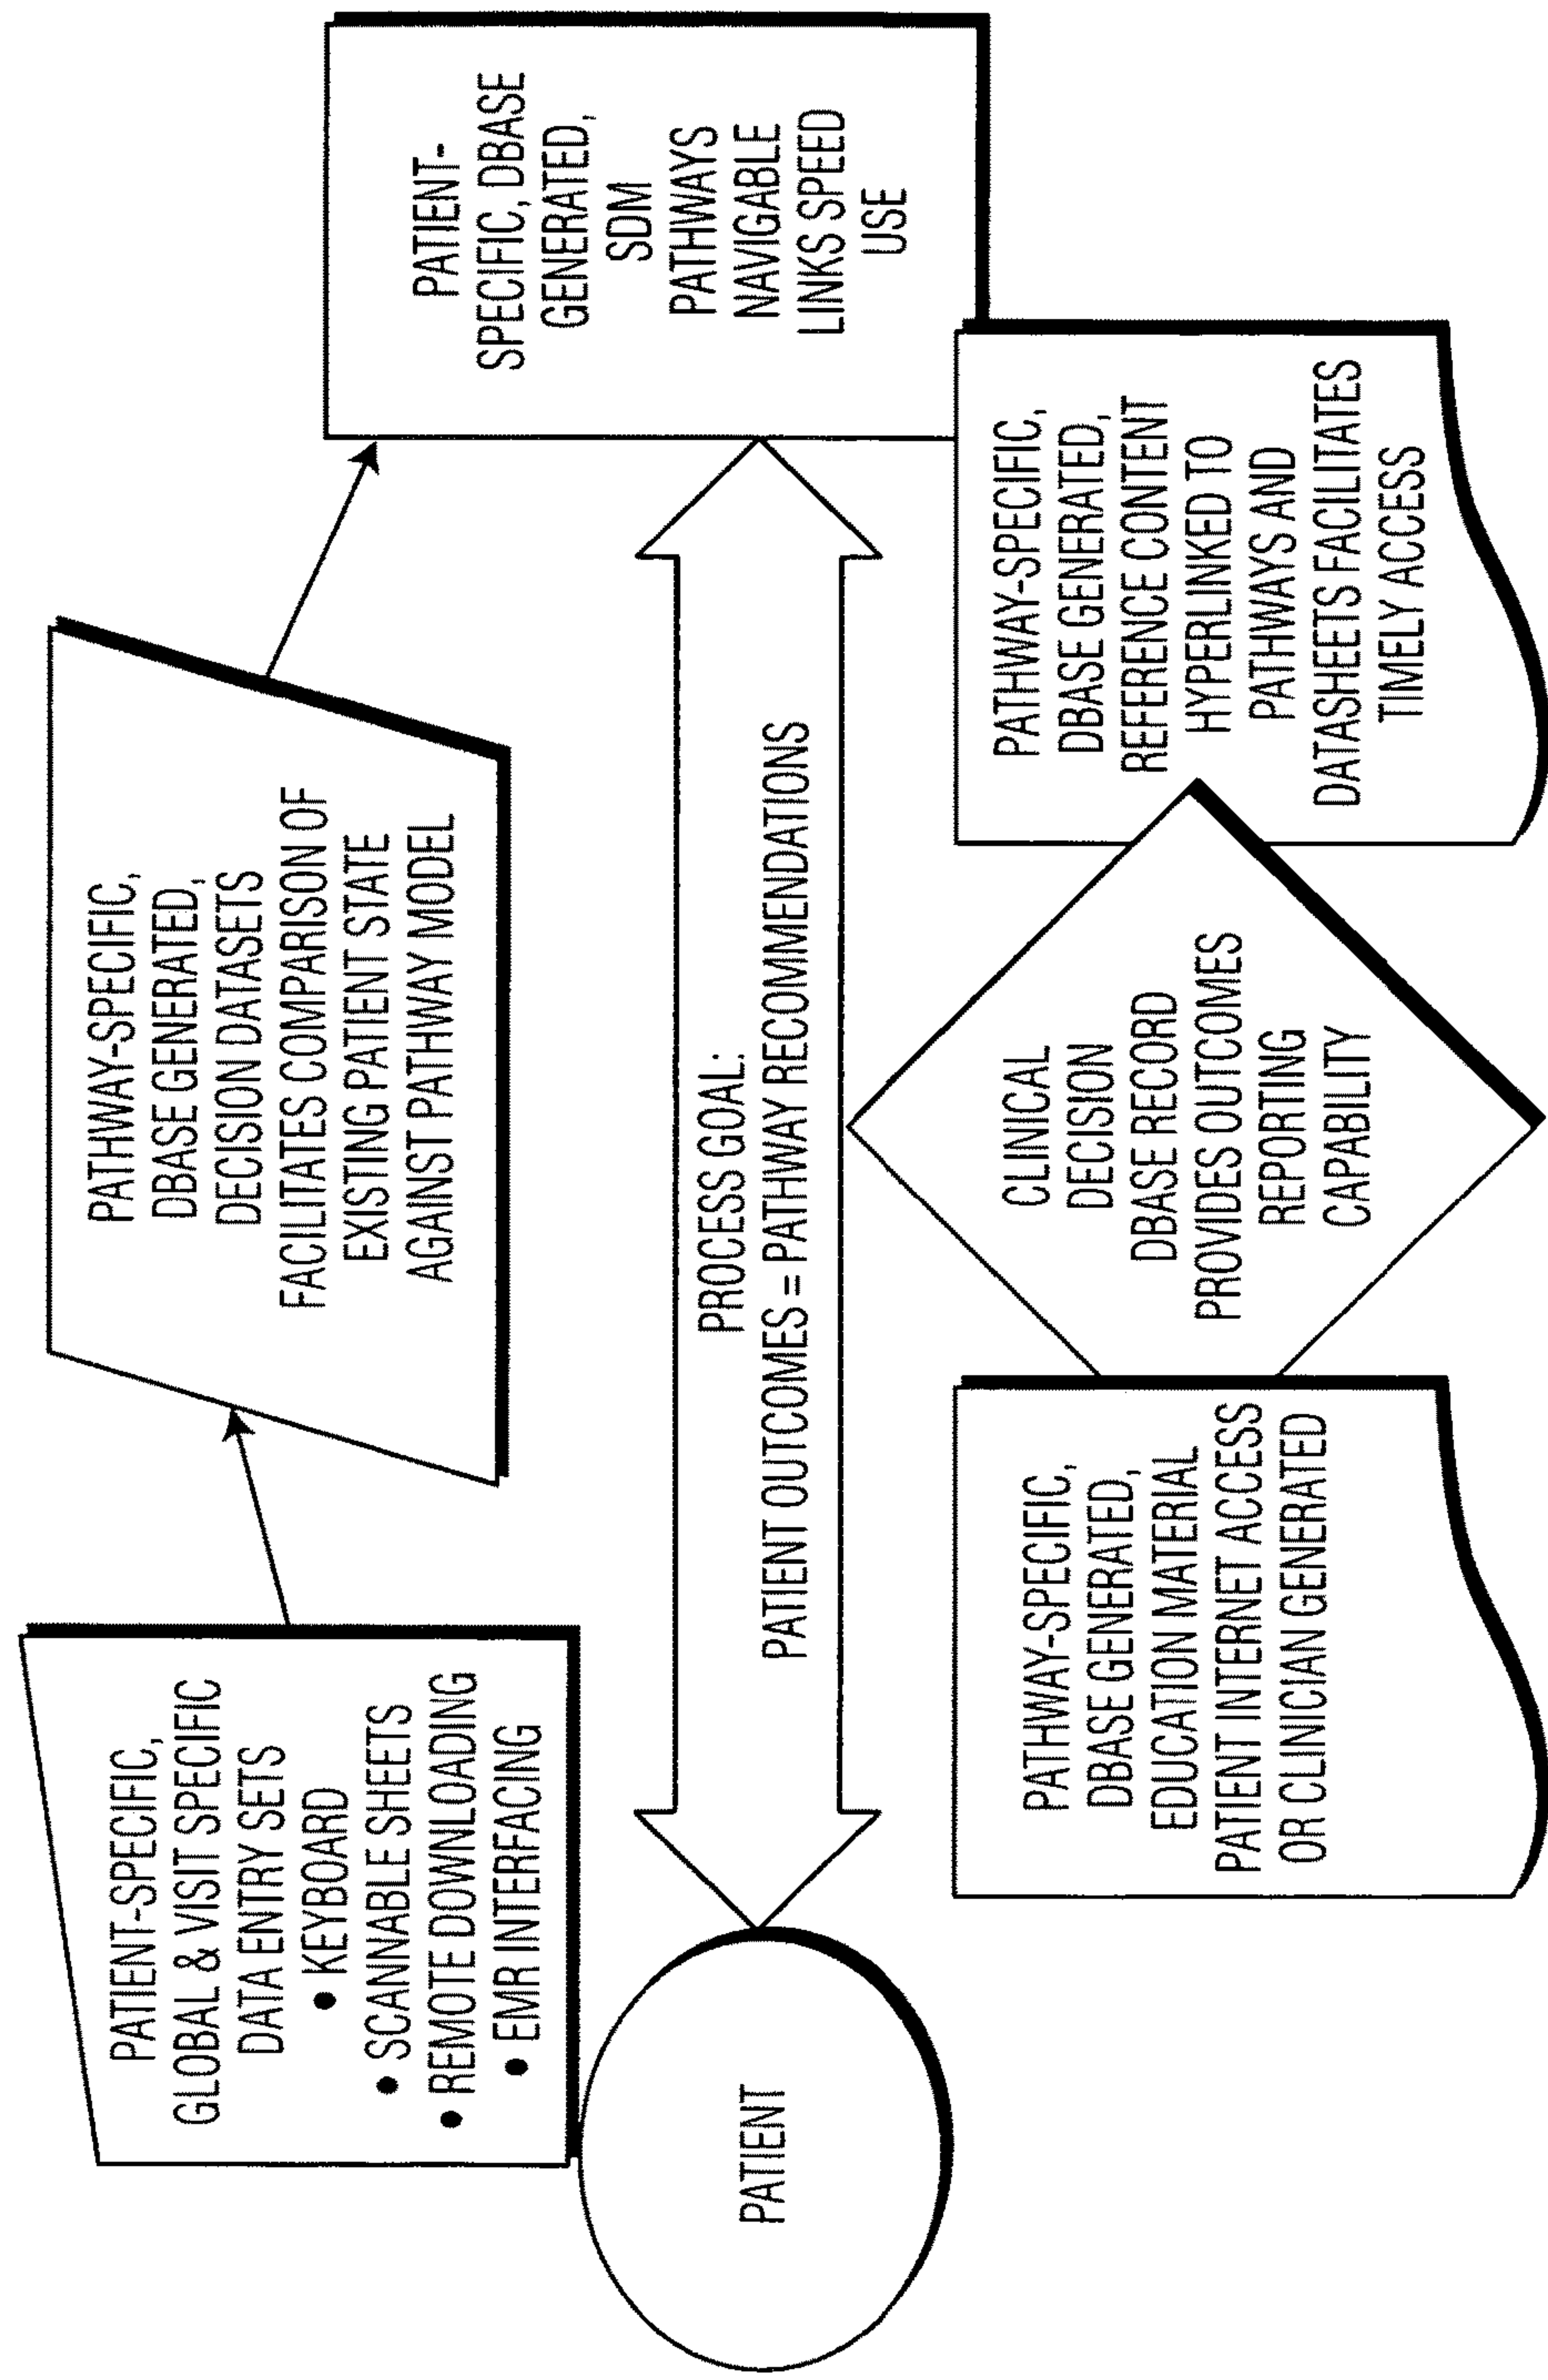 PATIENT-SPECIFIC,
GLOBAL & VISIT SPECIFIC
DATA ENTRY SETS
• KEYBOARD
• SCANNABLE SHEETS
• REMOTE DOWNLOADING
• EMR INTERFACING
PATHWAY-SPECIFIC,
DBASE GENERATED,
DECISION DATASETS
FACILITATES COMPARISON OF
EXISTING PATIENT STATE
AGAINST PATHWAY MODEL
PATIENT-
SPECIFIC, DBASE
GENERATED,
SDM
PATHWAYS
NAVIGABLE
LINKS SPEED
USE
PATIENT
PROCESS GOAL:
PATIENT OUTCOMES = PATHWAY RECOMMENDATIONS
PATHWAY-SPECIFIC,
DBASE GENERATED,
EDUCATION MATERIAL
PATIENT INTERNET ACCESS
OR CLINICIAN GENERATED
CLINICAL
DECISION
DBASE RECORD
PROVIDES OUTCOMES
REPORTING
CAPABILITY
PATHWAY-SPECIFIC,
DBASE GENERATED,
REFERENCE CONTENT
HYPERLINKED TO
PATHWAYS AND
DATASHEETS FACILITATES
TIMELY ACCESS